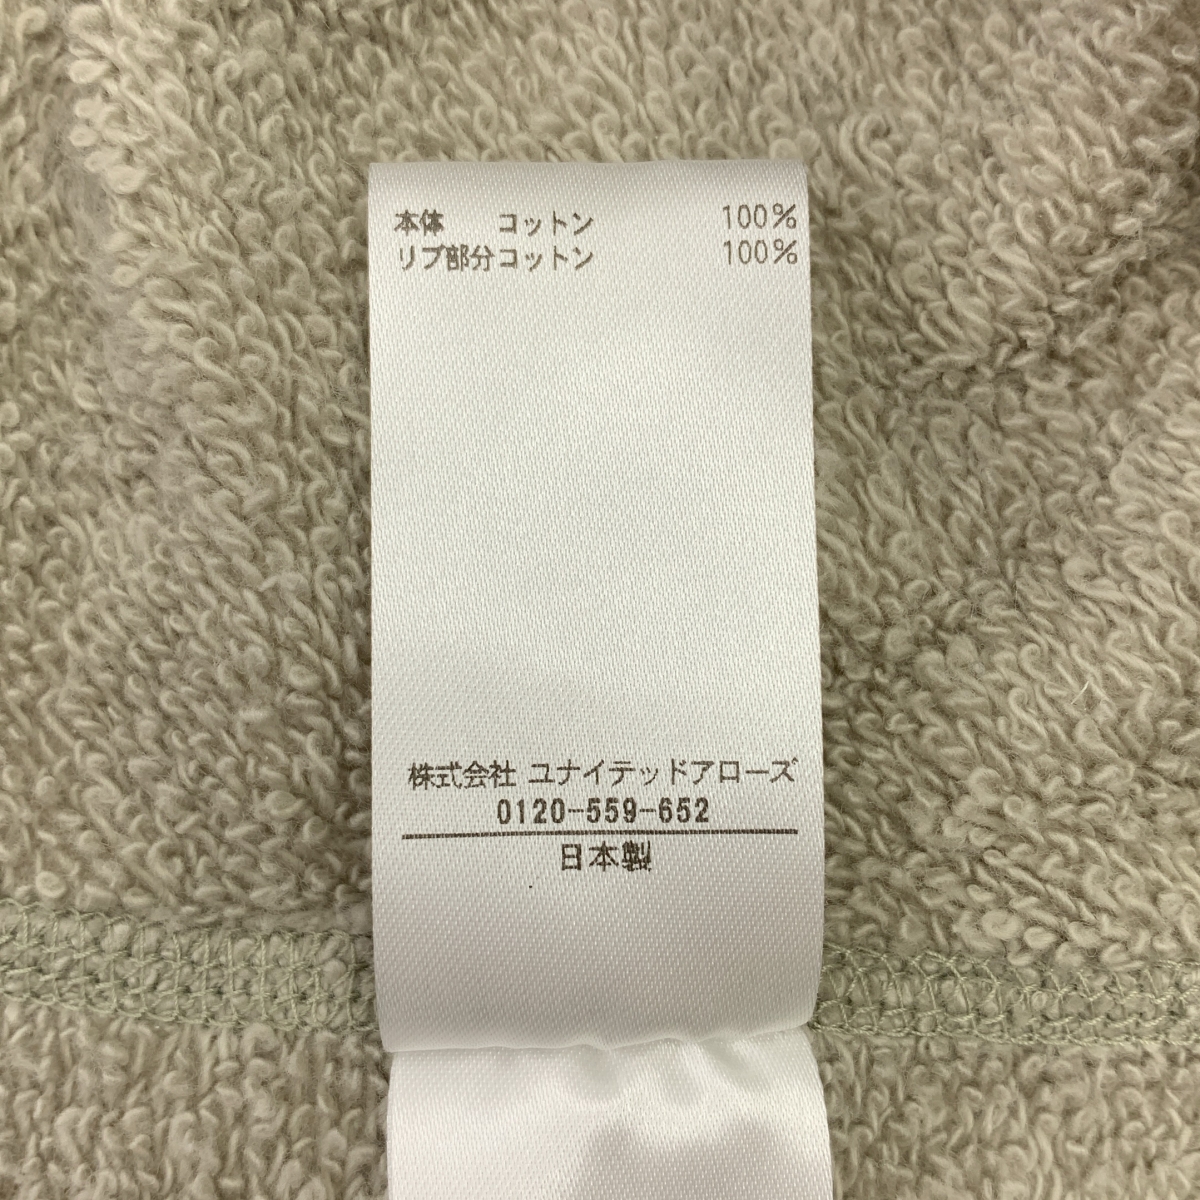 本体 コットン 100%
リブ部分コットン 100%
株式会社 ユナイテッドアローズ
0120-559-652
日本製